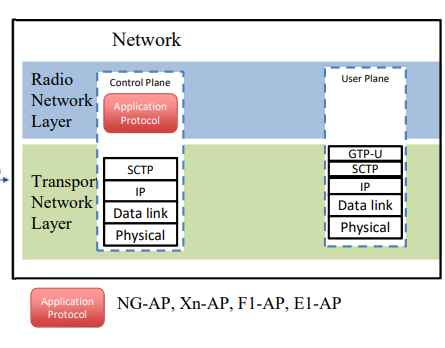 Network
Radio
Network
Layer
Control Plane
Application
Protocol
User Plane
Transport
Network
Layer
SCTP
IP
Data link
Physical
GTP-U
SCTP
IP
Data link
Physical
Application
Protocol
NG-AP, Xn-AP, F1-AP, E1-AP